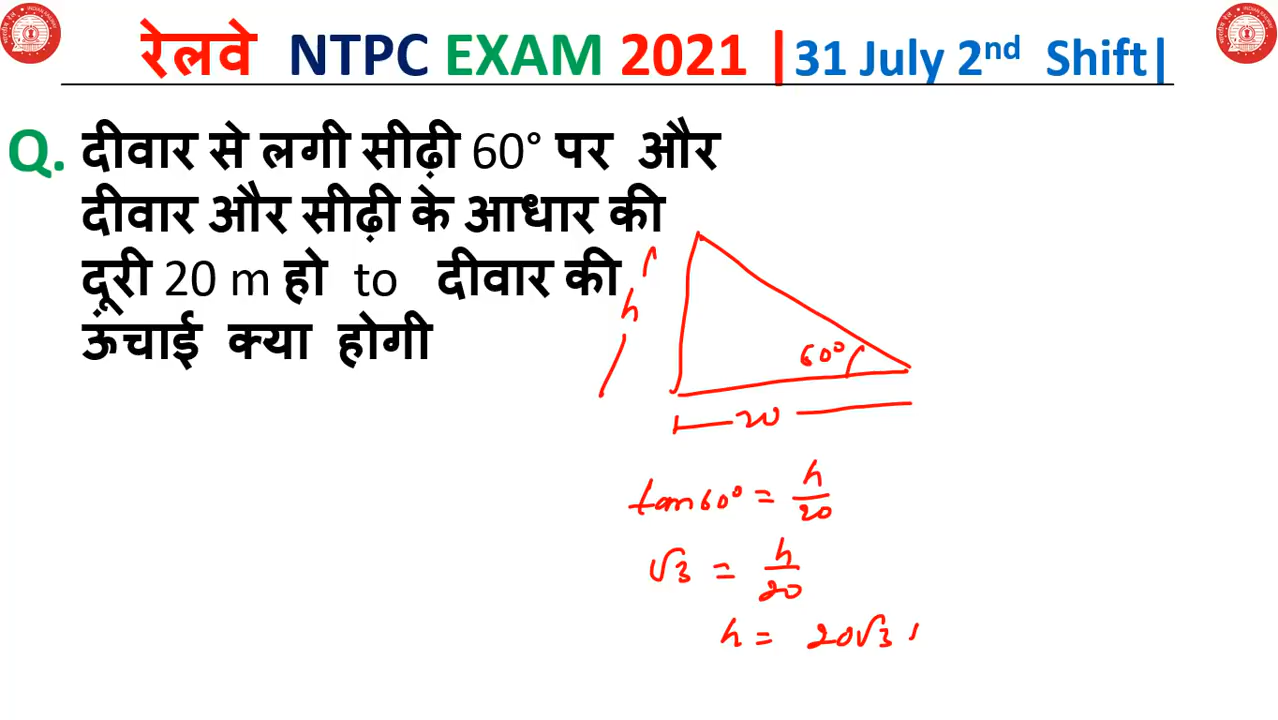 रेलवे NTPC EXAM 2021 | 31 July 2nd Shift|
Q. दीवार से लगी सीढ़ी 60° पर और
दीवार और सीढ़ी के आधार की
दूरी 20 m हो to दीवार की
ऊंचाई क्या होगी
h
60°
20
tan60° = h/20
√3 = h/20
h = 20√3